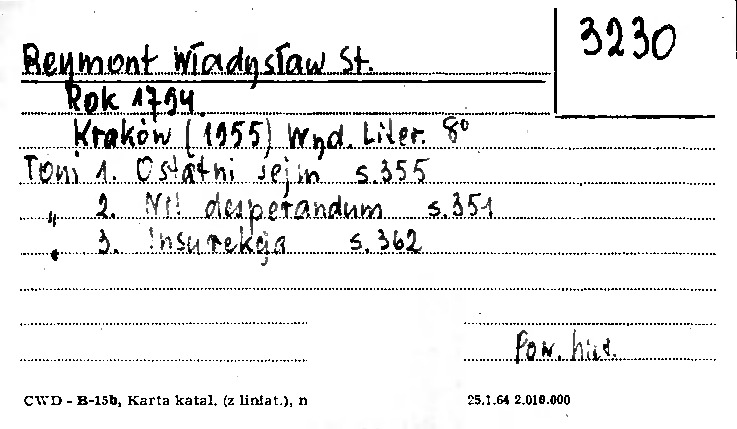 3230
Reymont Władysław St.
Rok 1794.
Kraków (1955) Wyd. Liter. 8°
Tom 1. Ostatni sejm s. 355
„ 2. Nil desperandum s. 351
„ 3. Insurekcja s. 362
Pow. hist.
CWD - B-15b, Karta katal. (z liniat.), n 25.1.64 2.010.000